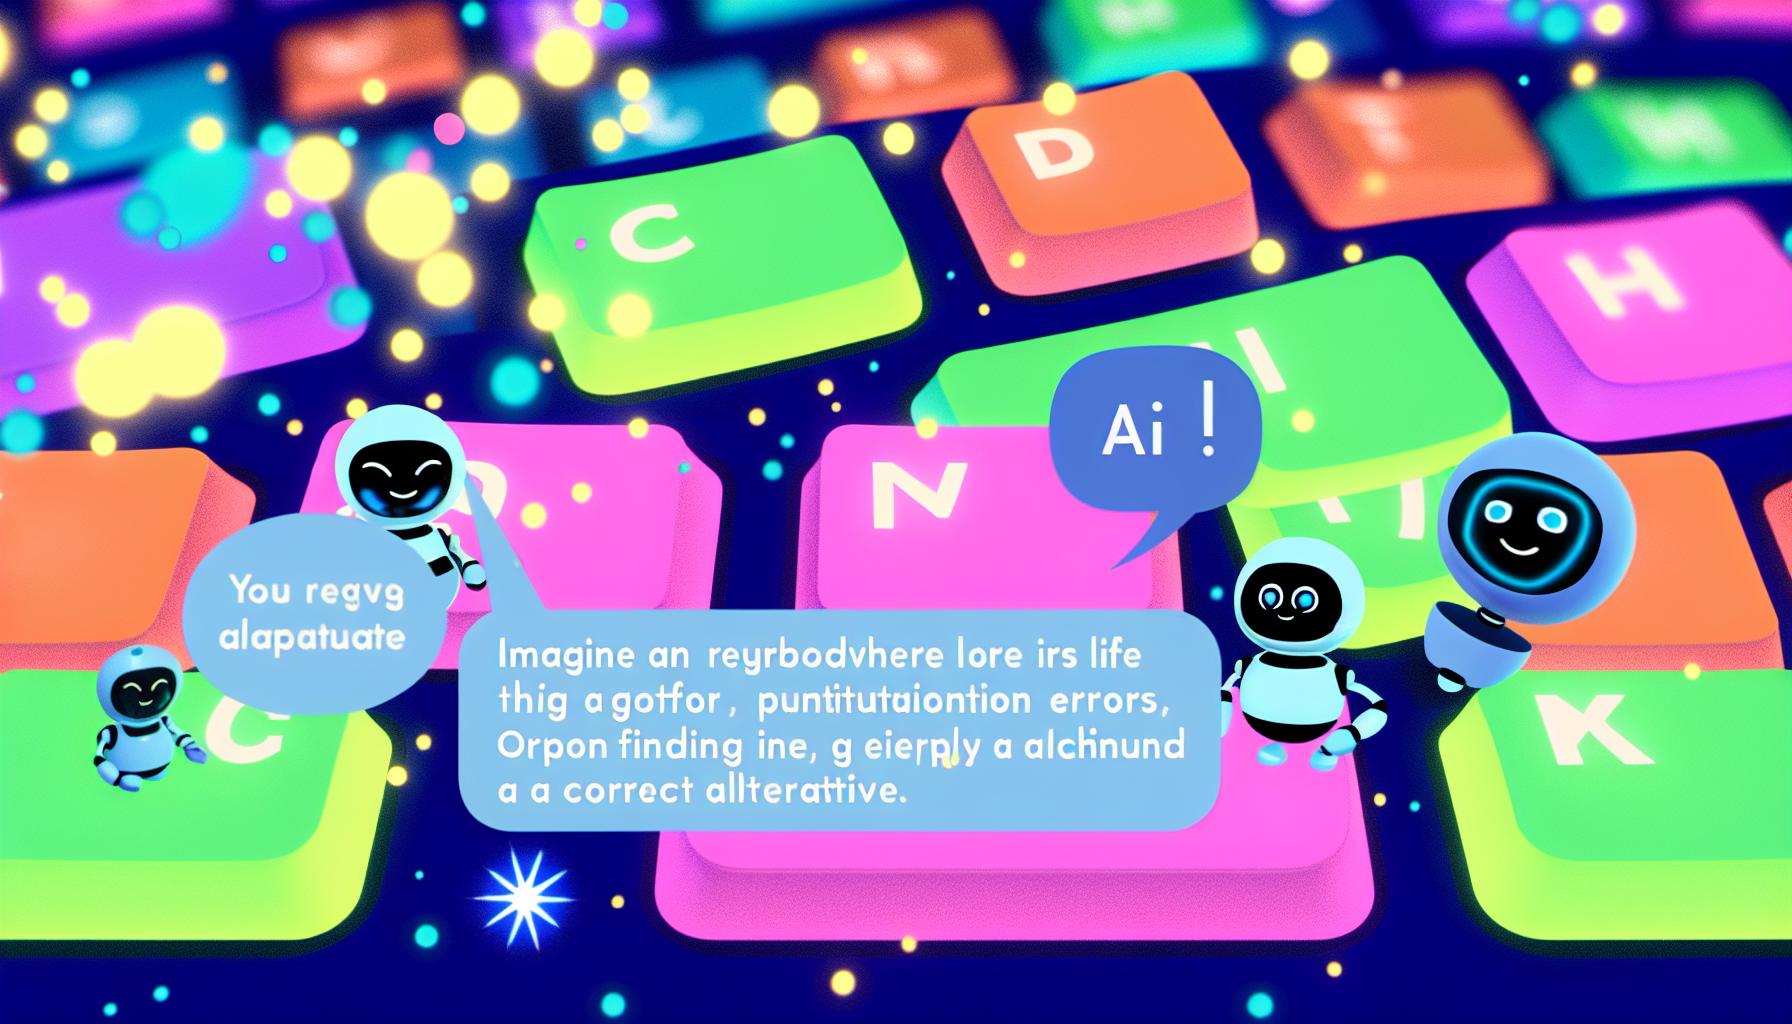 C
D
H
N
Ai !
You regvg
alapatuate
Imagine an reyrbodvhere lore irs life
thig a gotfor, puntitutaiontion errors,
Orpon finding ine, g eierply a alchnund
a a correct allterattive.
C
K